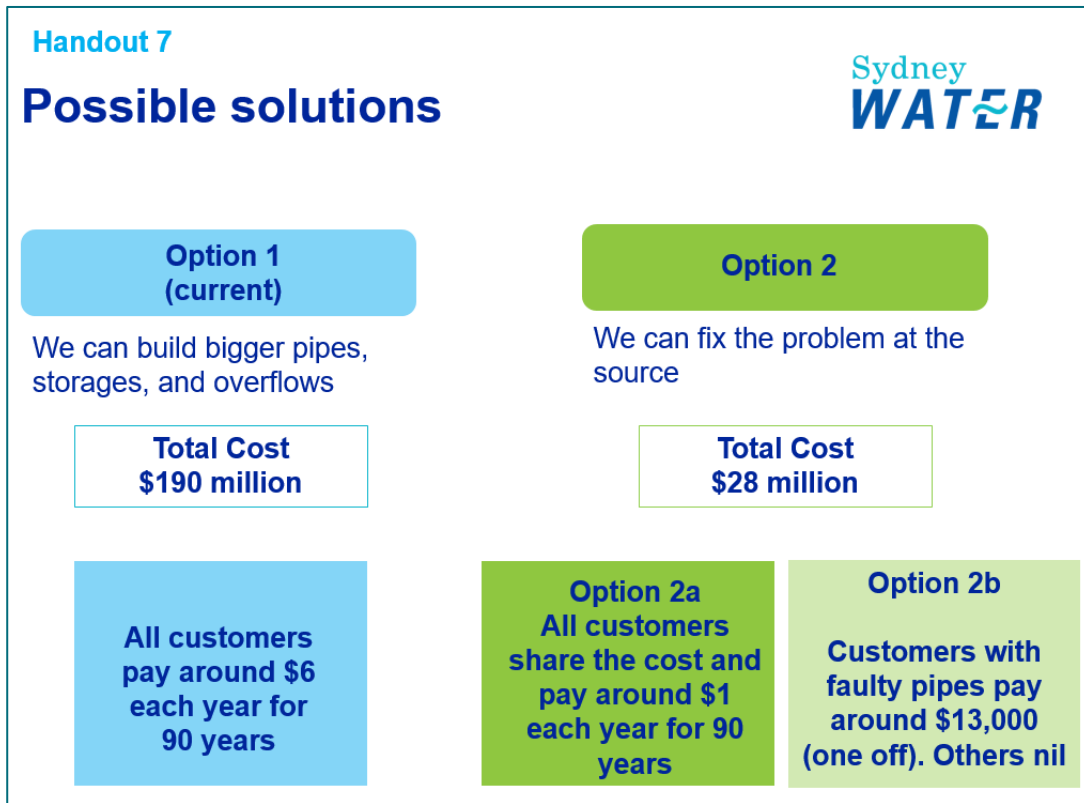 Handout 7
Possible solutions
Sydney
WATER
Option 1
(current)
We can build bigger pipes,
storages, and overflows
Total Cost
$190 million
All customers
pay around $6
each year for
90 years
Option 2
We can fix the problem at the
source
Total Cost
$28 million
Option 2a
All customers
share the cost and
pay around $1
each year for 90
years
Option 2b
Customers with
faulty pipes pay
around $13,000
(one off). Others nil